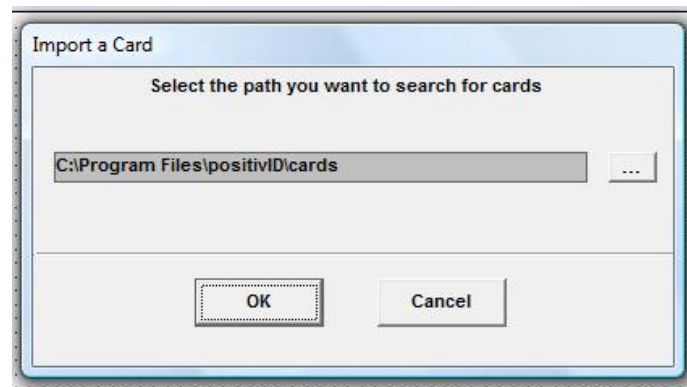 Import a Card
Select the path you want to search for cards
C:\Program Files\positivID\cards
...
OK
Cancel